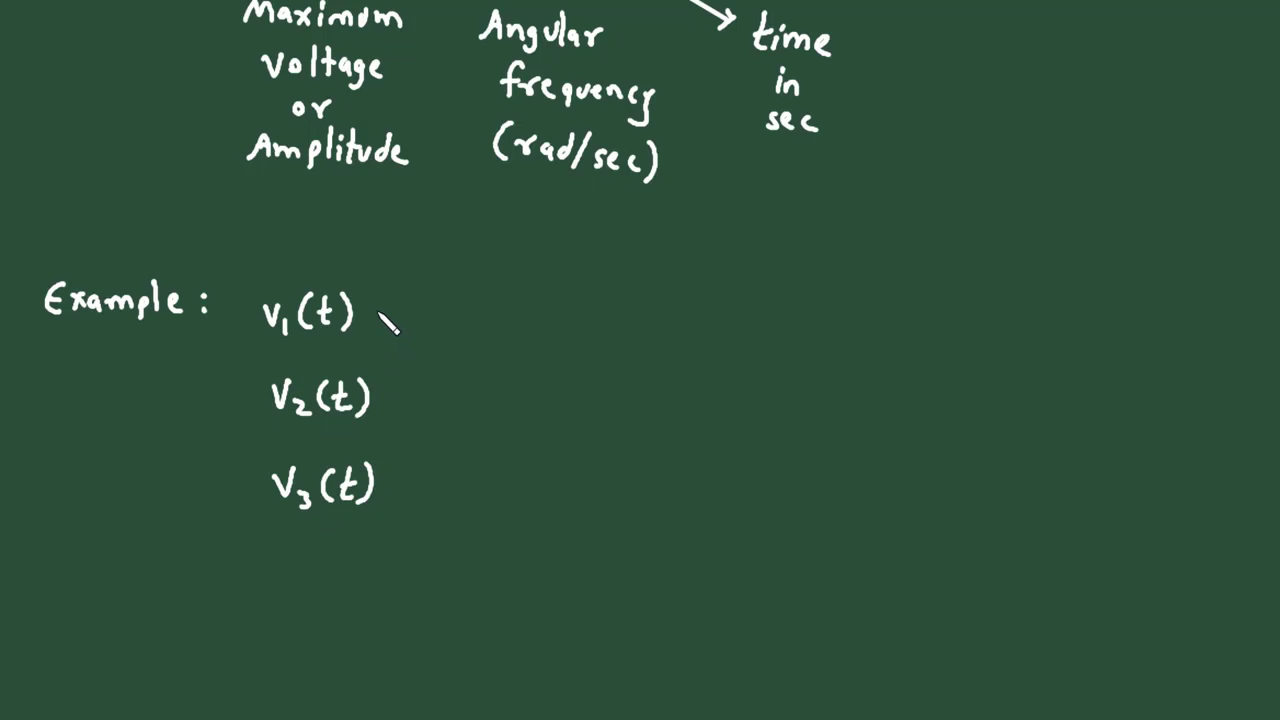 Maximum
voltage
or
Amplitude
Angular
frequency
(rad/sec)
time
in
sec
Example :
v₁(t)
V₂(t)
V₃(t)